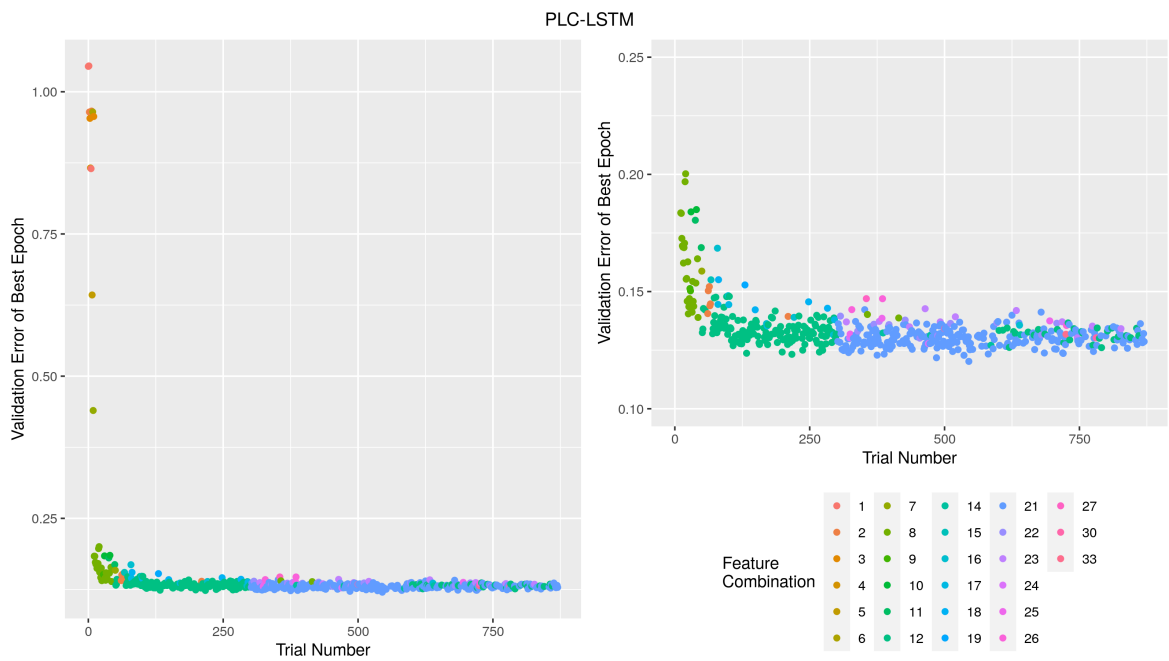 PLC-LSTM
Validation Error of Best Epoch
1.00
0.75
0.50
0.25
0 250 500 750
Trial Number
Validation Error of Best Epoch
0.25
0.20
0.15
0.10
0 250 500 750
Trial Number
Feature
Combination
1 7 14 21 27
2 8 15 22 30
3 9 16 23 33
4 10 17 24
5 11 18 25
6 12 19 26